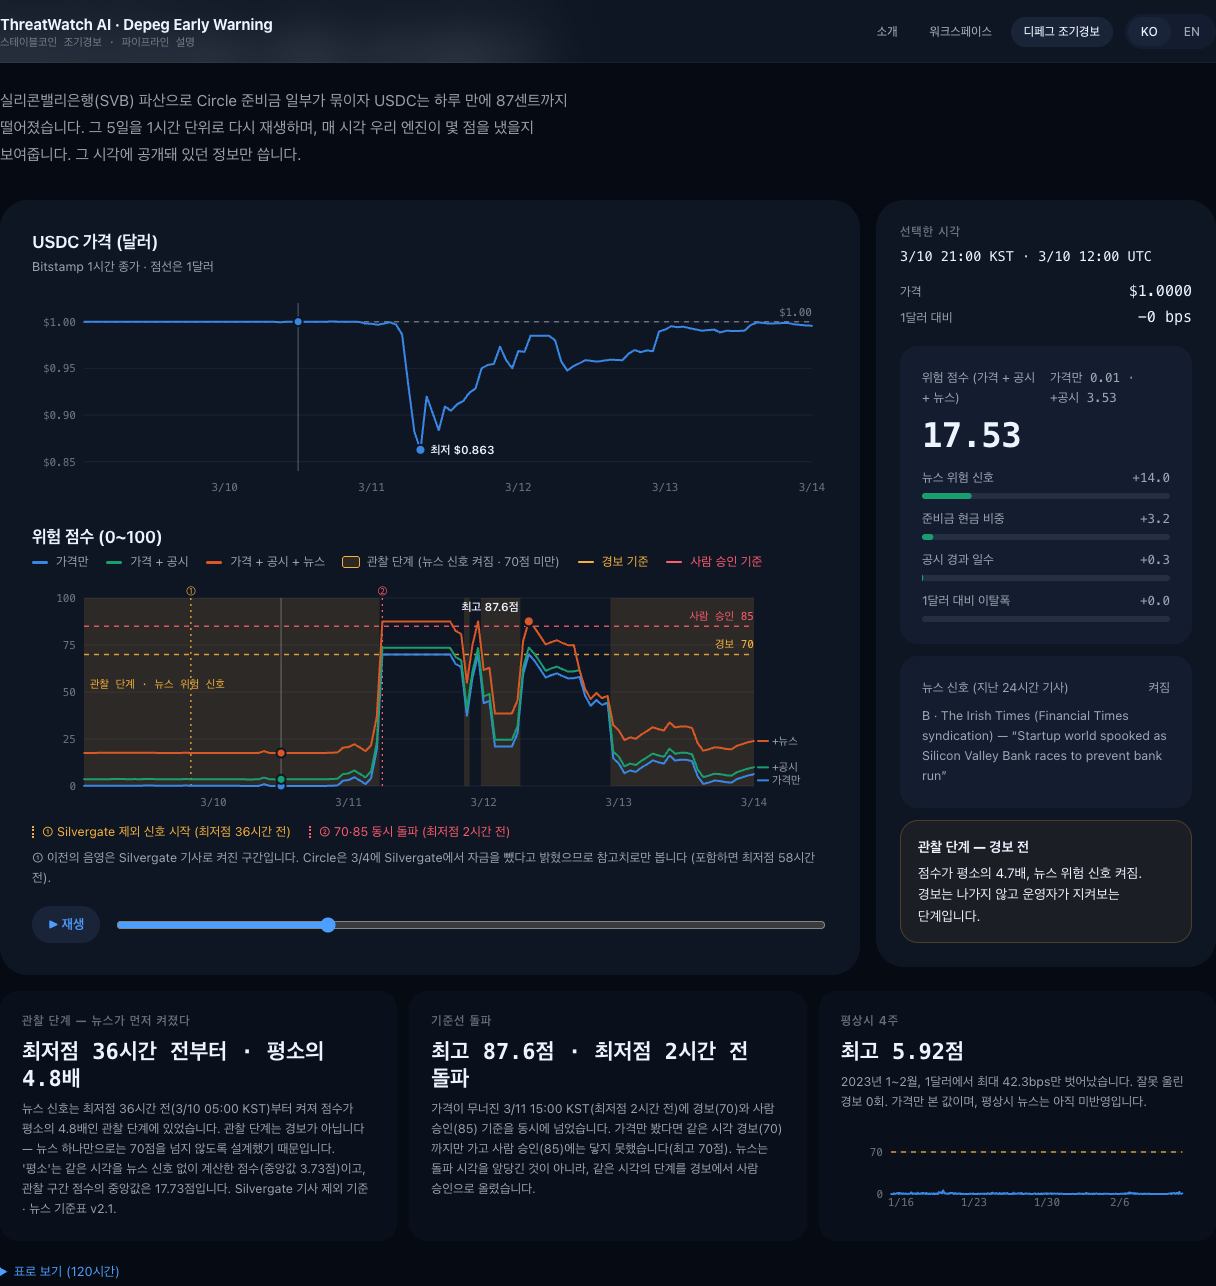 ThreatWatch AI · Depeg Early Warning
스테이블코인 조기경보 · 파이프라인 설명
소개
워크스페이스
디페그 조기경보
KO
EN
실리콘밸리은행(SVB) 파산으로 Circle 준비금 일부가 묶이자 USDC는 하루 만에 87센트까지
떨어졌습니다. 그 5일을 1시간 단위로 다시 재생하며, 매 시각 우리 엔진이 몇 점을 냈을지
보여줍니다. 그 시각에 공개돼 있던 정보만 씁니다.
USDC 가격 (달러)
Bitstamp 1시간 종가 · 점선은 1달러
$1.00
$1.00
$0.95
$0.90
$0.85
최저 $0.863
3/10
3/11
3/12
3/13
3/14
위험 점수 (0~100)
가격만
가격 + 공시
가격 + 공시 + 뉴스
관찰 단계 (뉴스 신호 켜짐 · 70점 미만)
경보 기준
사람 승인 기준
①
②
100
75
50
25
0
최고 87.6점
사람 승인 85
경보 70
관찰 단계 · 뉴스 위험 신호
+뉴스
+공시
가격만
3/10
3/11
3/12
3/13
3/14
① Silvergate 제외 신호 시작 (최저점 36시간 전)
② 70·85 동시 돌파 (최저점 2시간 전)
① 이전의 음영은 Silvergate 기사로 켜진 구간입니다. Circle은 3/4에 Silvergate에서 자금을 뺐다고 밝혔으므로 참고치로만 봅니다 (포함하면 최저점 58시간
전).
▶ 재생
선택한 시각
3/10 21:00 KST · 3/10 12:00 UTC
가격
$1.0000
1달러 대비
−0 bps
위험 점수 (가격 + 공시
+ 뉴스)
가격만 0.01 ·
+공시 3.53
17.53
뉴스 위험 신호
+14.0
준비금 현금 비중
+3.2
공시 경과 일수
+0.3
1달러 대비 이탈폭
+0.0
뉴스 신호 (지난 24시간 기사)
켜짐
B · The Irish Times (Financial Times
syndication) — “Startup world spooked as
Silicon Valley Bank races to prevent bank
run”
관찰 단계 — 경보 전
점수가 평소의 4.7배, 뉴스 위험 신호 켜짐.
경보는 나가지 않고 운영자가 지켜보는
단계입니다.
관찰 단계 — 뉴스가 먼저 켜졌다
최저점 36시간 전부터 · 평소의
4.8배
뉴스 신호는 최저점 36시간 전(3/10 05:00 KST)부터 켜져 점수가
평소의 4.8배인 관찰 단계에 있었습니다. 관찰 단계는 경보가 아닙니다
— 뉴스 하나만으로는 70점을 넘지 않도록 설계했기 때문입니다.
'평소'는 같은 시각을 뉴스 신호 없이 계산한 점수(중앙값 3.73점)이고,
관찰 구간 점수의 중앙값은 17.73점입니다. Silvergate 기사 제외 기준
· 뉴스 기준표 v2.1.
기준선 돌파
최고 87.6점 · 최저점 2시간 전
돌파
가격이 무너진 3/11 15:00 KST(최저점 2시간 전)에 경보(70)와 사람
승인(85) 기준을 동시에 넘었습니다. 가격만 봤다면 같은 시각 경보(70)
까지만 가고 사람 승인(85)에는 닿지 못했습니다(최고 70점). 뉴스는
돌파 시각을 앞당긴 것이 아니라, 같은 시각의 단계를 경보에서 사람
승인으로 올렸습니다.
평상시 4주
최고 5.92점
2023년 1~2월, 1달러에서 최대 42.3bps만 벗어났습니다. 잘못 울린
경보 0회. 가격만 본 값이며, 평상시 뉴스는 아직 미반영입니다.
70
0
1/16
1/23
1/30
2/6
▶ 표로 보기 (120시간)